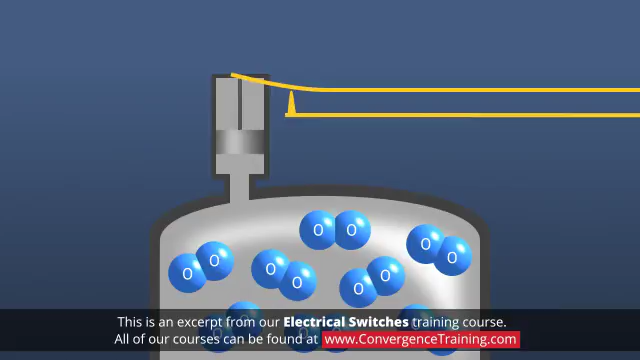 O O
O O
O O
O O
O O
This is an excerpt from our Electrical Switches training course.
All of our courses can be found at www.ConvergenceTraining.com